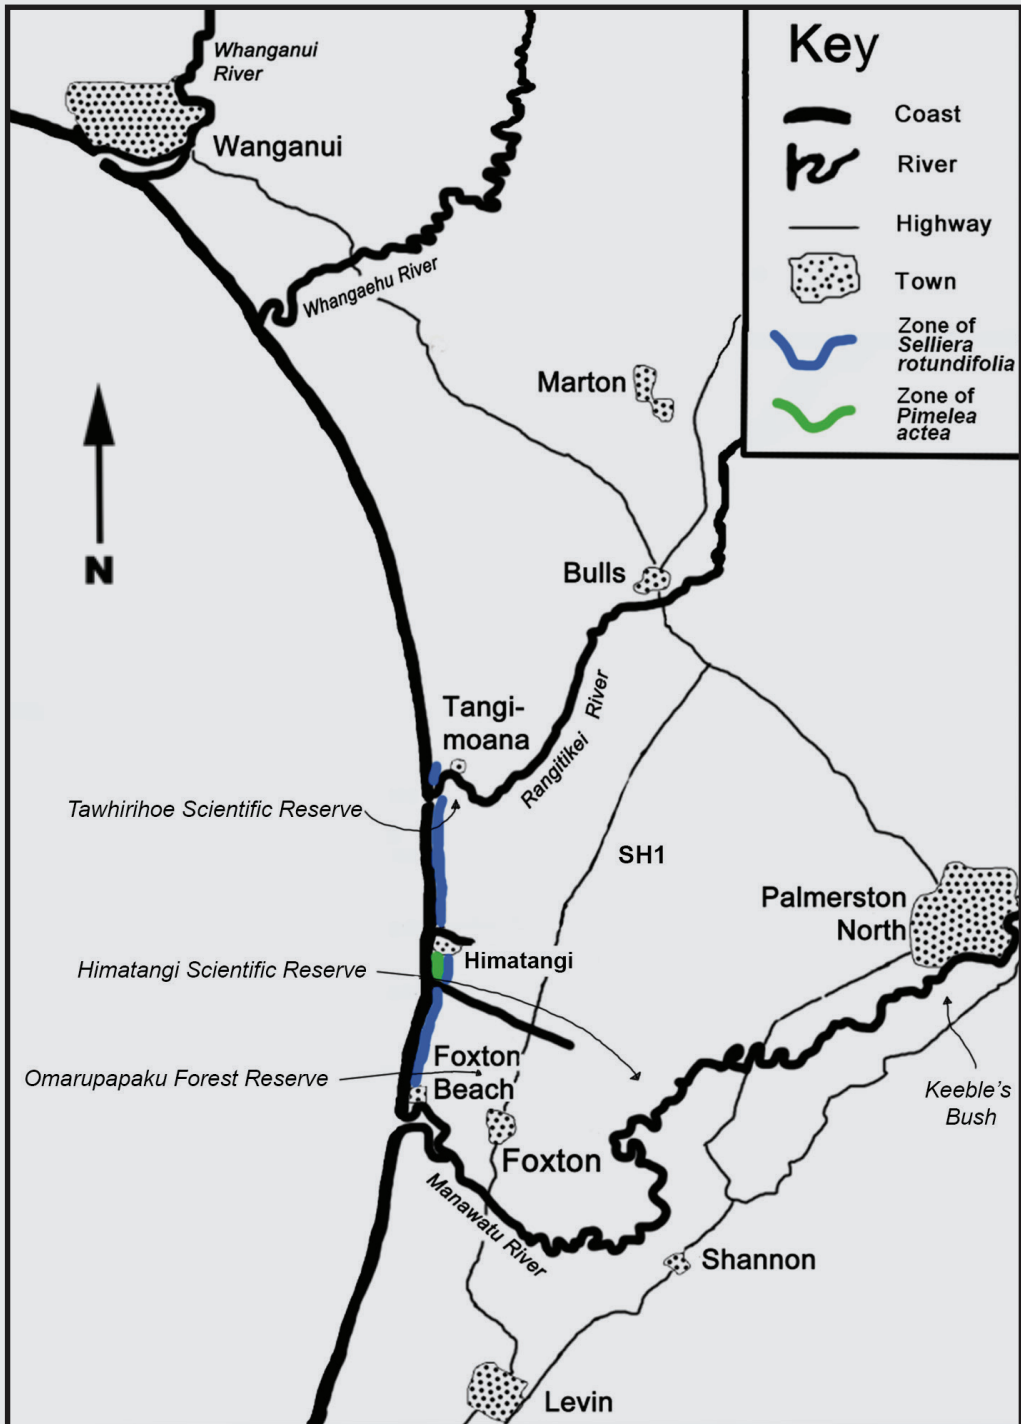 Whanganui
River
Wanganui
Key
Coast
River
Highway
Town
Zone of
Selliera
rotundifolia
Zone of
Pimelea
actea
Whangaehu River
Marton
N
Bulls
Tangi-
moana
Rangitikei River
Tawhirihoe Scientific Reserve
SH1
Palmerston
North
Himatangi
Himatangi Scientific Reserve
Foxton
Beach
Omarupapaku Forest Reserve
Keeble's
Bush
Foxton
Manawatu River
Shannon
Levin